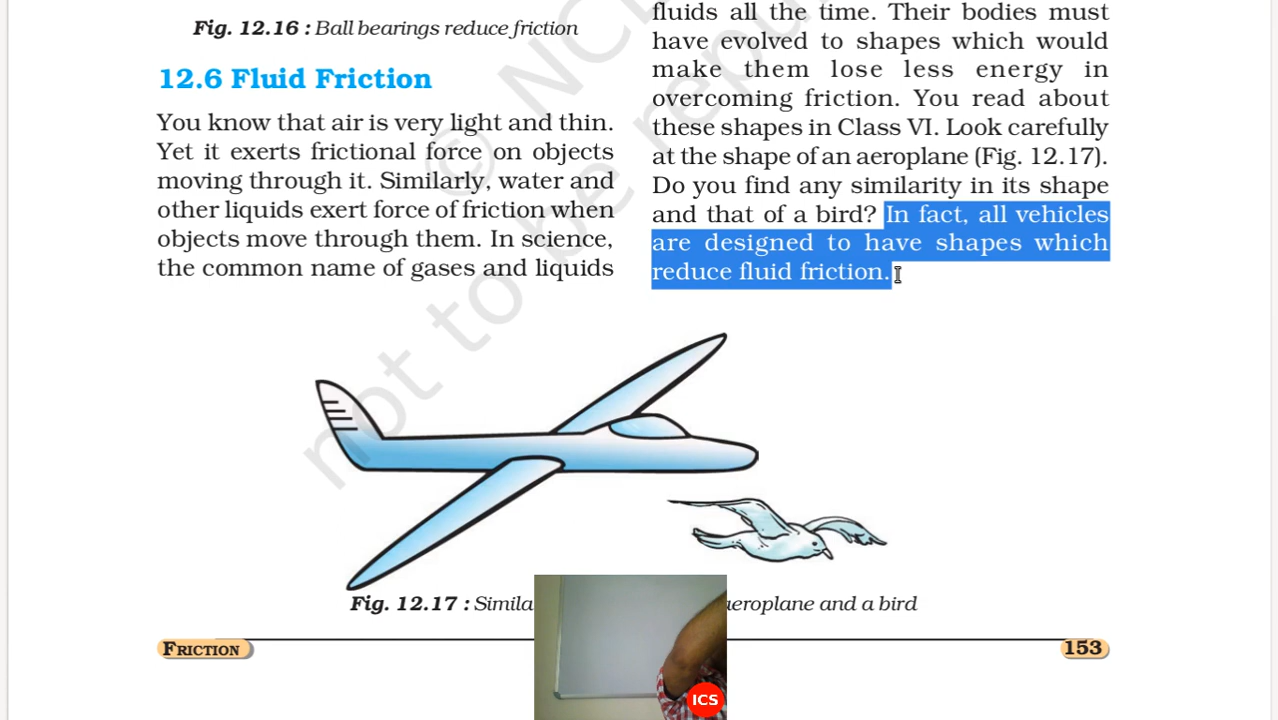 Fig. 12.16 : Ball bearings reduce friction
12.6 Fluid Friction
You know that air is very light and thin.
Yet it exerts frictional force on objects
moving through it. Similarly, water and
other liquids exert force of friction when
objects move through them. In science,
the common name of gases and liquids
fluids all the time. Their bodies must
have evolved to shapes which would
make them lose less energy in
overcoming friction. You read about
these shapes in Class VI. Look carefully
at the shape of an aeroplane (Fig. 12.17).
Do you find any similarity in its shape
and that of a bird? In fact, all vehicles
are designed to have shapes which
reduce fluid friction.
© NC
not to be repu
Fig. 12.17 : Simila eroplane and a bird
FRICTION
153
ICS